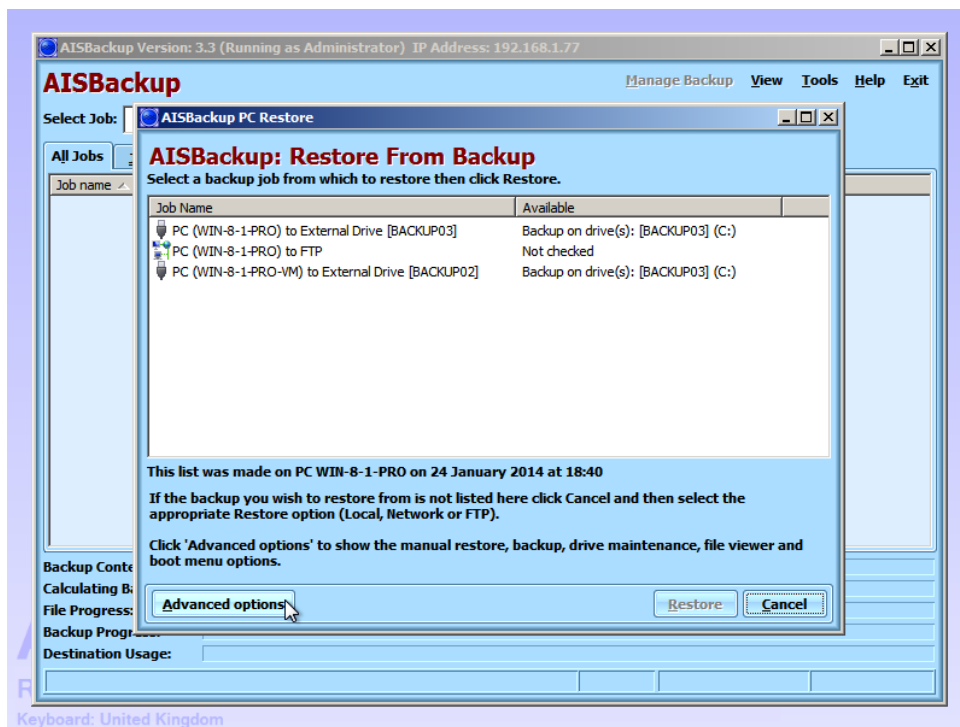 AISBackup Version: 3.3 (Running as Administrator) IP Address: 192.168.1.77
AISBackup
Manage Backup View Tools Help Exit
Select Job:
AISBackup PC Restore
All Jobs
Job name
AISBackup: Restore From Backup
Select a backup job from which to restore then click Restore.
Job Name Available
PC (WIN-8-1-PRO) to External Drive [BACKUP03] Backup on drive(s): [BACKUP03] (C:)
PC (WIN-8-1-PRO) to FTP Not checked
PC (WIN-8-1-PRO-VM) to External Drive [BACKUP02] Backup on drive(s): [BACKUP03] (C:)
This list was made on PC WIN-8-1-PRO on 24 January 2014 at 18:40
If the backup you wish to restore from is not listed here click Cancel and then select the
appropriate Restore option (Local, Network or FTP).
Click 'Advanced options' to show the manual restore, backup, drive maintenance, file viewer and
boot menu options.
Advanced options Restore Cancel
Backup Conte
Calculating Ba
File Progress:
Backup Progress:
Destination Usage:
Keyboard: United Kingdom